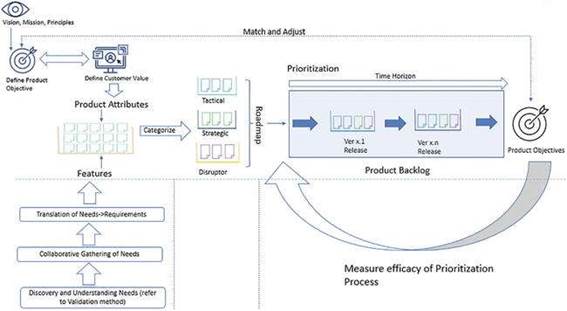 Vision, Mission, Principles
Match and Adjust
Define Product
Objective
Define Customer Value
Product Attributes
Categorize
Features
Tactical
Strategic
Disruptor
Roadmap
Prioritization
Time Horizon
Ver x.1
Release
Ver x.n
Release
Product Objectives
Product Backlog
Translation of Needs->Requirements
Collaborative Gathering of Needs
Discovery and Understanding Needs (refer
to Validation method)
Measure efficacy of Prioritization
Process